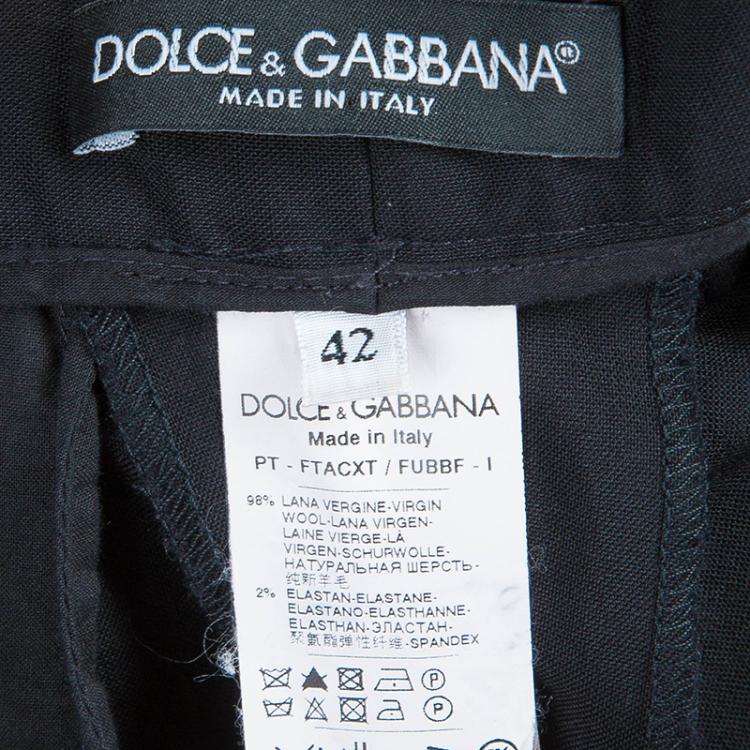 DOLCE & GABBANA®
MADE IN ITALY
42
DOLCE & GABBANA
Made in Italy
PT - FTACXT / FUBBF - I
98% LANA VERGINE-VIRGIN
WOOL-LANA VIRGEN-
LAINE VIERGE-LÀ
VIRGEN-SCHURWOLLE-
НАТУРАЛЬНАЯ ШЕРСТЬ-
纯新羊毛
2% ELASTAN-ELASTANE-
ELASTANO-ELASTHANNE-
ELASTHAN-ЭЛАСТАН-
聚氨酯弹性纤维-SPANDEX
P
P